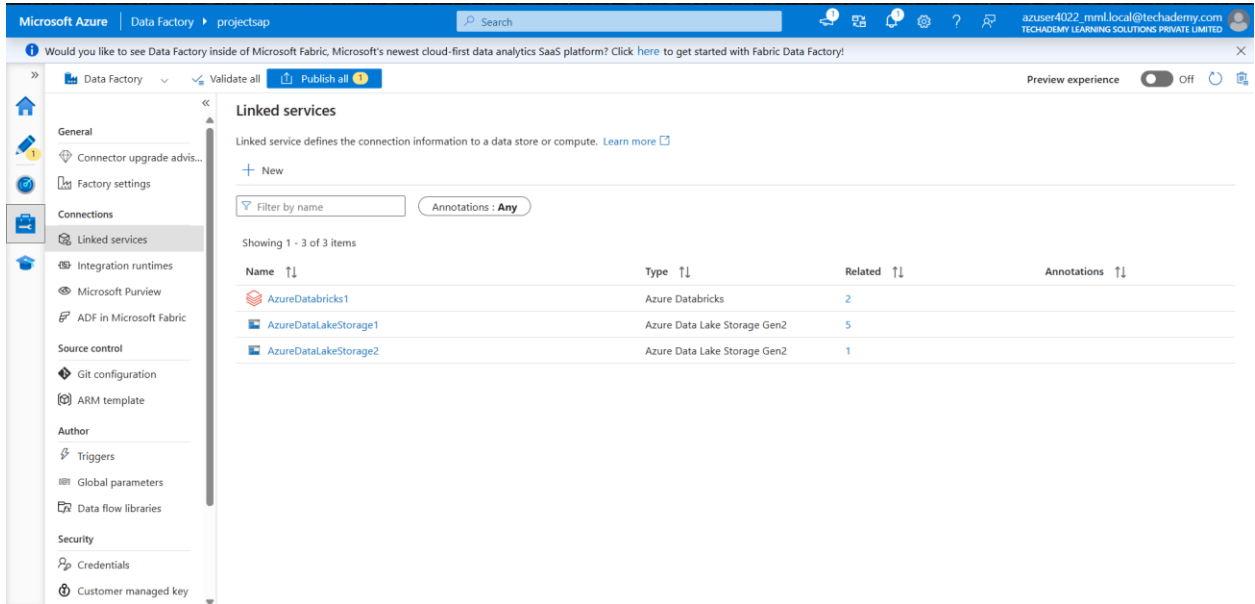 Microsoft Azure Data Factory projectsap Search 1 1 azuser4022_mml.local@techademy.com
TECHADEMY LEARNING SOLUTIONS PRIVATE LIMITED
Would you like to see Data Factory inside of Microsoft Fabric, Microsoft's newest cloud-first data analytics SaaS platform? Click here to get started with Fabric Data Factory!
Data Factory Validate all Publish all 1 Preview experience Off
1
General
Connector upgrade advis...
Factory settings
Connections
Linked services
Integration runtimes
Microsoft Purview
ADF in Microsoft Fabric
Source control
Git configuration
ARM template
Author
Triggers
Global parameters
Data flow libraries
Security
Credentials
Customer managed key
Linked services
Linked service defines the connection information to a data store or compute. Learn more
New
Filter by name Annotations : Any
Showing 1 - 3 of 3 items
Name Type Related Annotations
AzureDatabricks1 Azure Databricks 2
AzureDataLakeStorage1 Azure Data Lake Storage Gen2 5
AzureDataLakeStorage2 Azure Data Lake Storage Gen2 1